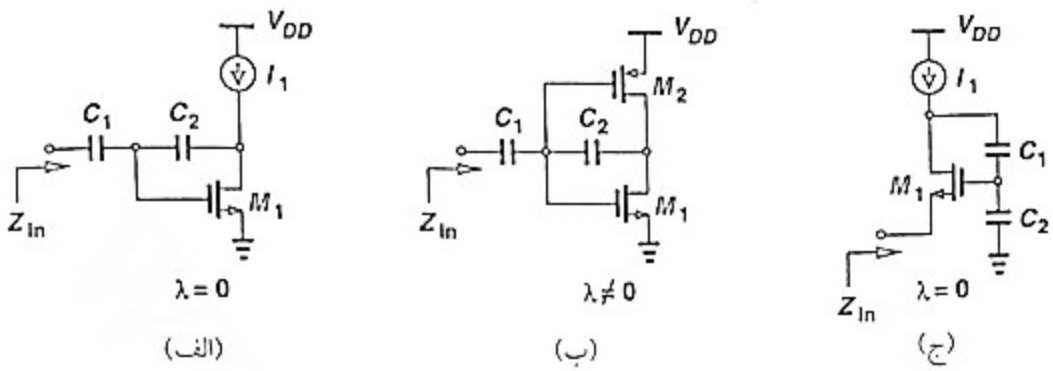 V_DD
I_1
C_1
C_2
M_1
Z_in
λ = 0
(الف)
V_DD
M_2
C_1
C_2
M_1
Z_in
λ ≠ 0
(ب)
V_DD
I_1
C_1
M_1
C_2
Z_in
λ = 0
(ج)